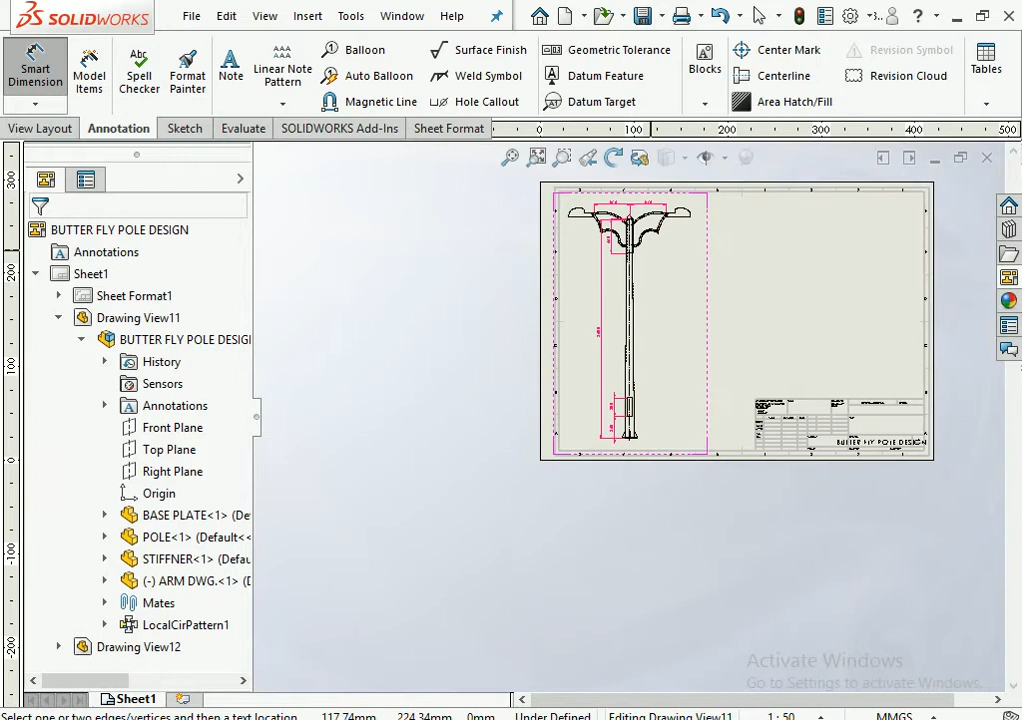 SOLIDWORKS
File Edit View Insert Tools Window Help
Smart Dimension
Model Items
Spell Checker
Format Painter
Note
Linear Note Pattern
Balloon
Auto Balloon
Magnetic Line
Surface Finish
Weld Symbol
Hole Callout
Geometric Tolerance
Datum Feature
Datum Target
Blocks
Center Mark
Centerline
Area Hatch/Fill
Revision Symbol
Revision Cloud
Tables
View Layout Annotation Sketch Evaluate SOLIDWORKS Add-Ins Sheet Format
0 100 200 300 400 500
300
200
100
0
-100
-200
BUTTER FLY POLE DESIGN
Annotations
Sheet1
Sheet Format1
Drawing View11
BUTTER FLY POLE DESIGI
History
Sensors
Annotations
Front Plane
Top Plane
Right Plane
Origin
BASE PLATE<1> (De
POLE<1> (Default<<
STIFFNER<1> (Defau
(-) ARM DWG.<1> (D
Mates
LocalCirPattern1
Drawing View12
BUTTER FLY POLE DESIGN
Activate Windows
Go to Settings to activate Windows.
Sheet1
Select one or two edges/vertices and then a text location 117.74mm 224.34mm 0mm Under Defined Editing Drawing View11 1 : 50 MMGS